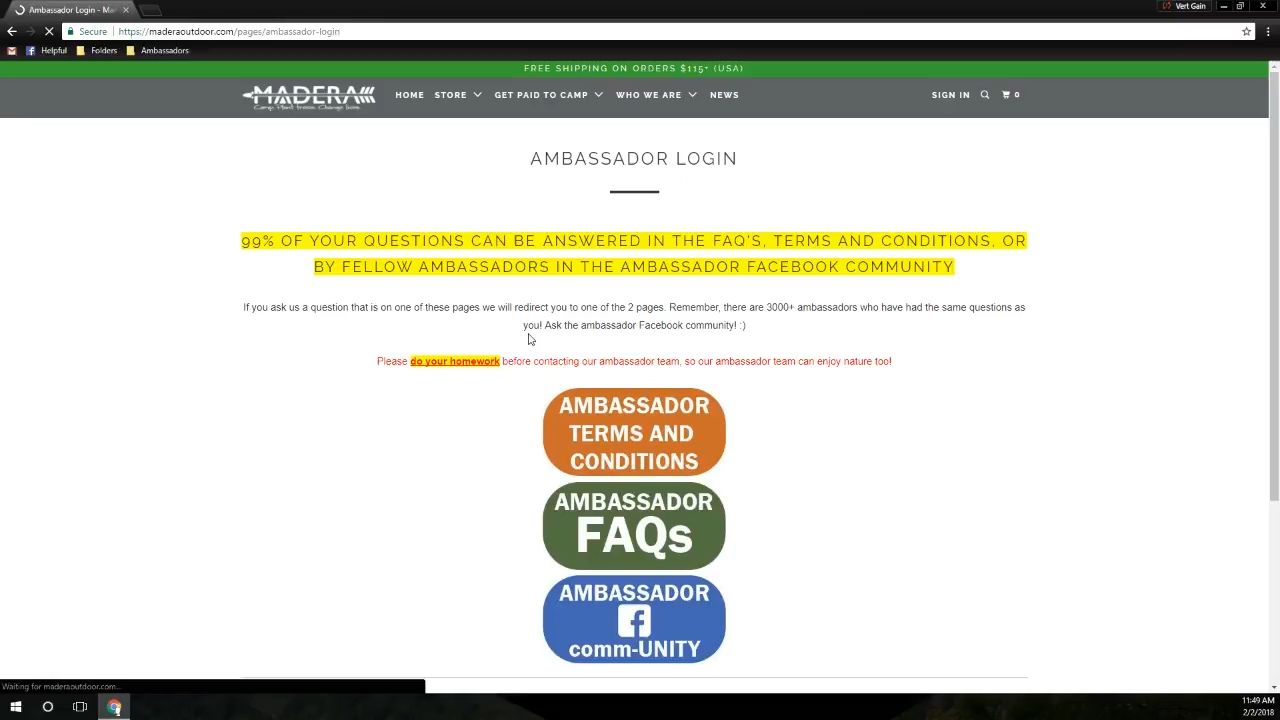 Ambassador Login - Ma
Vert Gain
Secure
https://maderaoutdoor.com/pages/ambassador-login
Helpful
Folders
Ambassadors
FREE SHIPPING ON ORDERS $115+ (USA)
MADERA
Camp. Plant trees. Change lives.
HOME STORE GET PAID TO CAMP WHO WE ARE NEWS
SIGN IN 0
AMBASSADOR LOGIN
99% OF YOUR QUESTIONS CAN BE ANSWERED IN THE FAQ'S, TERMS AND CONDITIONS, OR
BY FELLOW AMBASSADORS IN THE AMBASSADOR FACEBOOK COMMUNITY
If you ask us a question that is on one of these pages we will redirect you to one of the 2 pages. Remember, there are 3000+ ambassadors who have had the same questions as
you! Ask the ambassador Facebook community! :)
Please do your homework before contacting our ambassador team, so our ambassador team can enjoy nature too!
AMBASSADOR
TERMS AND
CONDITIONS
AMBASSADOR
FAQs
AMBASSADOR
comm-UNITY
Waiting for maderaoutdoor.com...
11:49 AM
2/2/2018